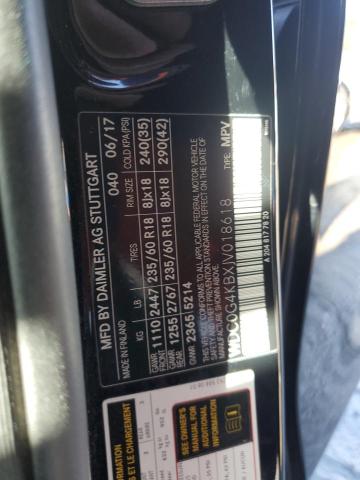 MFD BY DAIMLER AG STUTTGART
MADE IN FINLAND 040 06/17
KG LB TIRES RIM SIZE COLD KPA(PSI)
GAWR FRONT 1110 2447 235/60 R18 8Jx18 240(35)
GAWR REAR 1255 2767 235/60 R18 8Jx18 290(42)
GVWR 2365 5214
THIS VEHICLE CONFORMS TO ALL APPLICABLE FEDERAL MOTOR VEHICLE
SAFETY, BUMPER AND THEFT PREVENTION STANDARDS IN EFFECT ON THE DATE OF
MANUFACTURE SHOWN ABOVE.
WDC0G4KBXJV018618 TYPE: MPV
A 204 817 79 20
SEE OWNER'S
MANUAL FOR
ADDITIONAL
INFORMATION